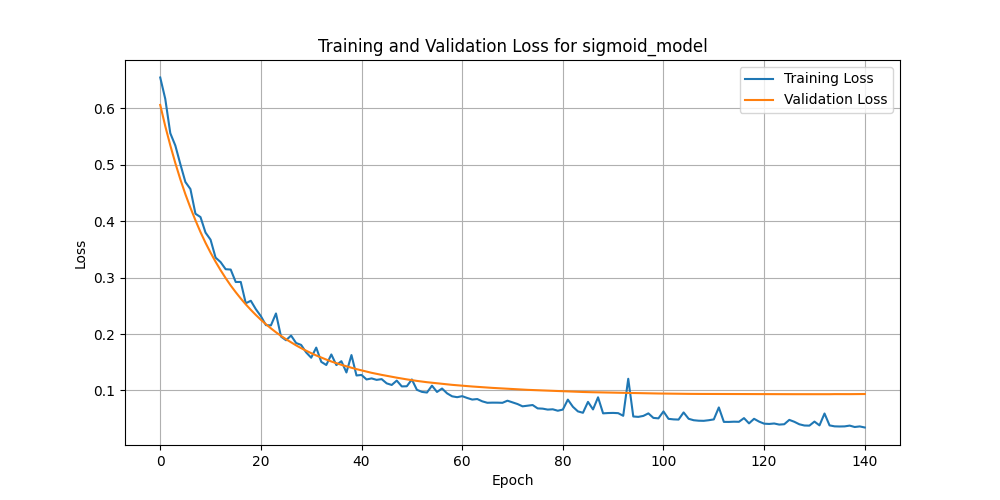 Training and Validation Loss for sigmoid_model
Training Loss
Validation Loss
0.6
0.5
0.4
0.3
0.2
0.1
Loss
0 20 40 60 80 100 120 140
Epoch